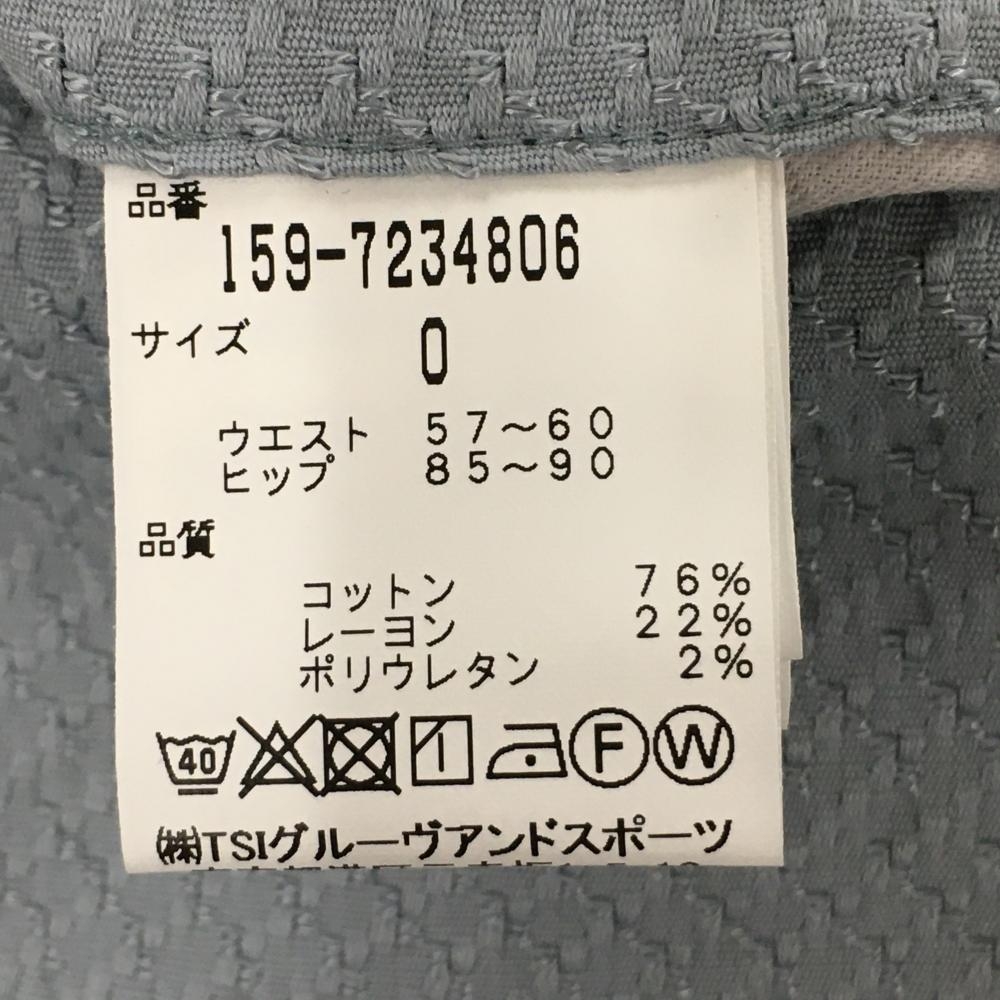 品番
159-7234806
サイズ 0
ウエスト 57～60
ヒップ 85～90
品質
コットン 76%
レーヨン 22%
ポリウレタン 2%
40 F W
㈱TSIグルーヴアンドスポーツ